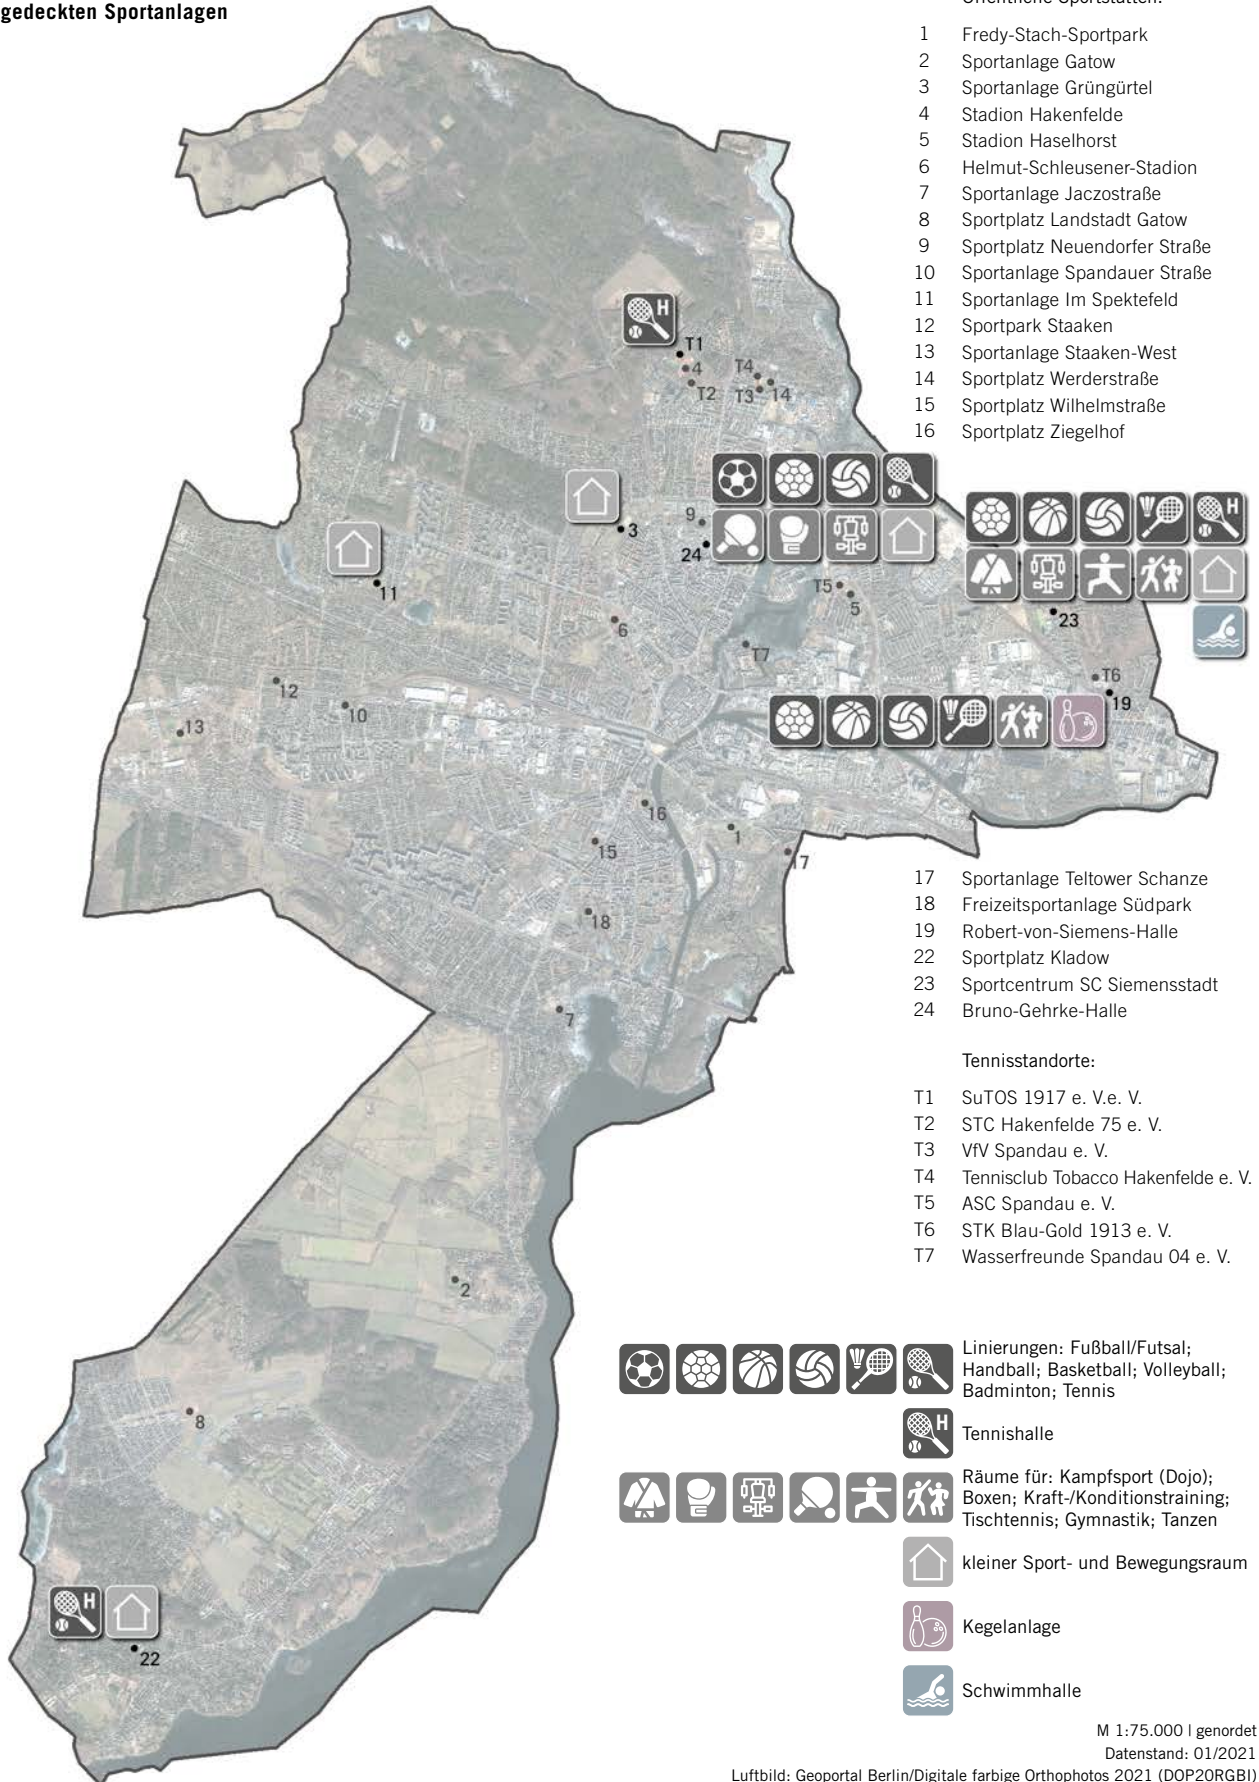 gedeckten Sportanlagen
Öffentliche Sportstätten:
1 Fredy-Stach-Sportpark
2 Sportanlage Gatow
3 Sportanlage Grüngürtel
4 Stadion Hakenfelde
5 Stadion Haselhorst
6 Helmut-Schleusener-Stadion
7 Sportanlage Jaczostraße
8 Sportplatz Landstadt Gatow
9 Sportplatz Neuendorfer Straße
10 Sportanlage Spandauer Straße
11 Sportanlage Im Spektefeld
12 Sportpark Staaken
13 Sportanlage Staaken-West
14 Sportplatz Werderstraße
15 Sportplatz Wilhelmstraße
16 Sportplatz Ziegelhof
H
T1
4
T2
T4
T3
14
9
3
24
H
11
T5
5
23
6
T7
T6
12
19
10
13
16
1
15
17
18
7
2
8
H
22
17 Sportanlage Teltower Schanze
18 Freizeitsportanlage Südpark
19 Robert-von-Siemens-Halle
22 Sportplatz Kladow
23 Sportcentrum SC Siemensstadt
24 Bruno-Gehrke-Halle
Tennisstandorte:
T1 SuTOS 1917 e. V.e. V.
T2 STC Hakenfelde 75 e. V.
T3 VfV Spandau e. V.
T4 Tennisclub Tobacco Hakenfelde e. V.
T5 ASC Spandau e. V.
T6 STK Blau-Gold 1913 e. V.
T7 Wasserfreunde Spandau 04 e. V.
Linierungen: Fußball/Futsal;
Handball; Basketball; Volleyball;
Badminton; Tennis
H
Tennishalle
Räume für: Kampfsport (Dojo);
Boxen; Kraft-/Konditionstraining;
Tischtennis; Gymnastik; Tanzen
kleiner Sport- und Bewegungsraum
Kegelanlage
Schwimmhalle
M 1:75.000 | genordet
Datenstand: 01/2021
Luftbild: Geoportal Berlin/Digitale farbige Orthophotos 2021 (DOP20RGBI)